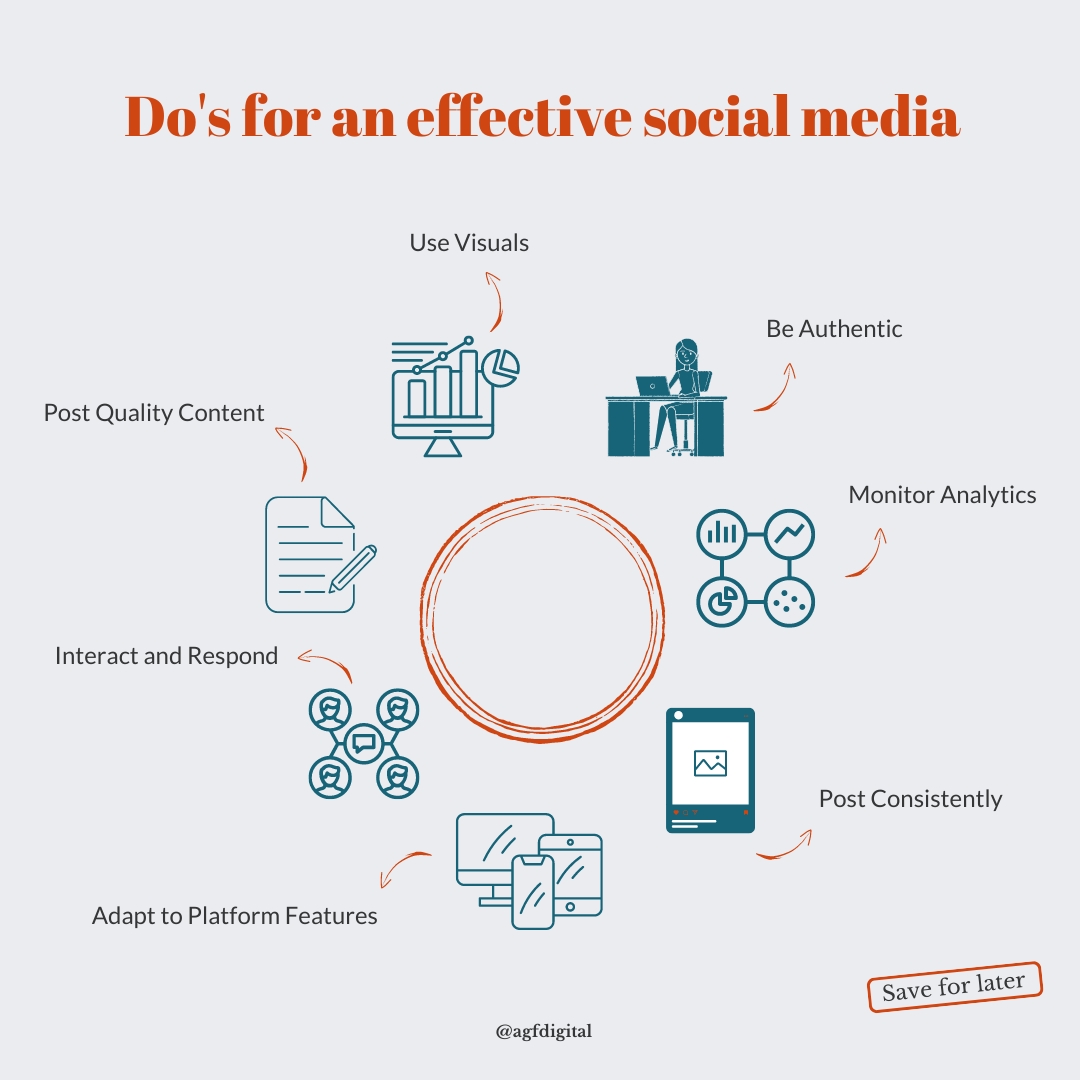 Do's for an effective social media
Use Visuals
Be Authentic
Post Quality Content
Monitor Analytics
Interact and Respond
Post Consistently
Adapt to Platform Features
Save for later
@agfdigital